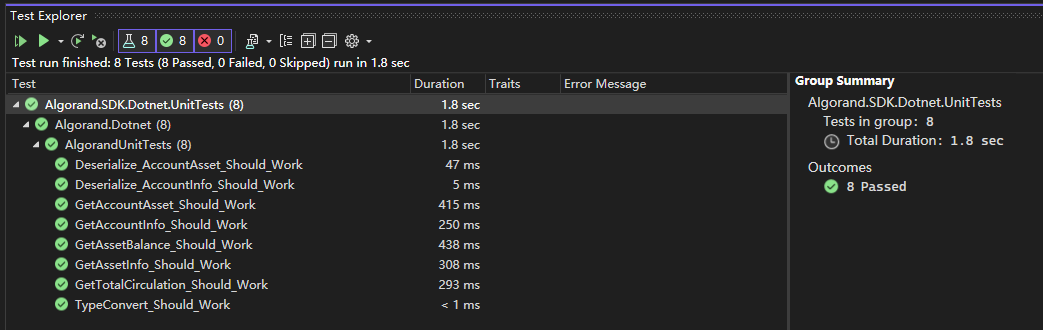 Test Explorer
8 8 0
Test run finished: 8 Tests (8 Passed, 0 Failed, 0 Skipped) run in 1.8 sec
Test Duration Traits Error Message
Algorand.SDK.Dotnet.UnitTests (8) 1.8 sec
Algorand.Dotnet (8) 1.8 sec
AlgorandUnitTests (8) 1.8 sec
Deserialize_AccountAsset_Should_Work 47 ms
Deserialize_AccountInfo_Should_Work 5 ms
GetAccountAsset_Should_Work 415 ms
GetAccountInfo_Should_Work 250 ms
GetAssetBalance_Should_Work 438 ms
GetAssetInfo_Should_Work 308 ms
GetTotalCirculation_Should_Work 293 ms
TypeConvert_Should_Work < 1 ms
Group Summary
Algorand.SDK.Dotnet.UnitTests
Tests in group: 8
Total Duration: 1.8 sec
Outcomes
8 Passed